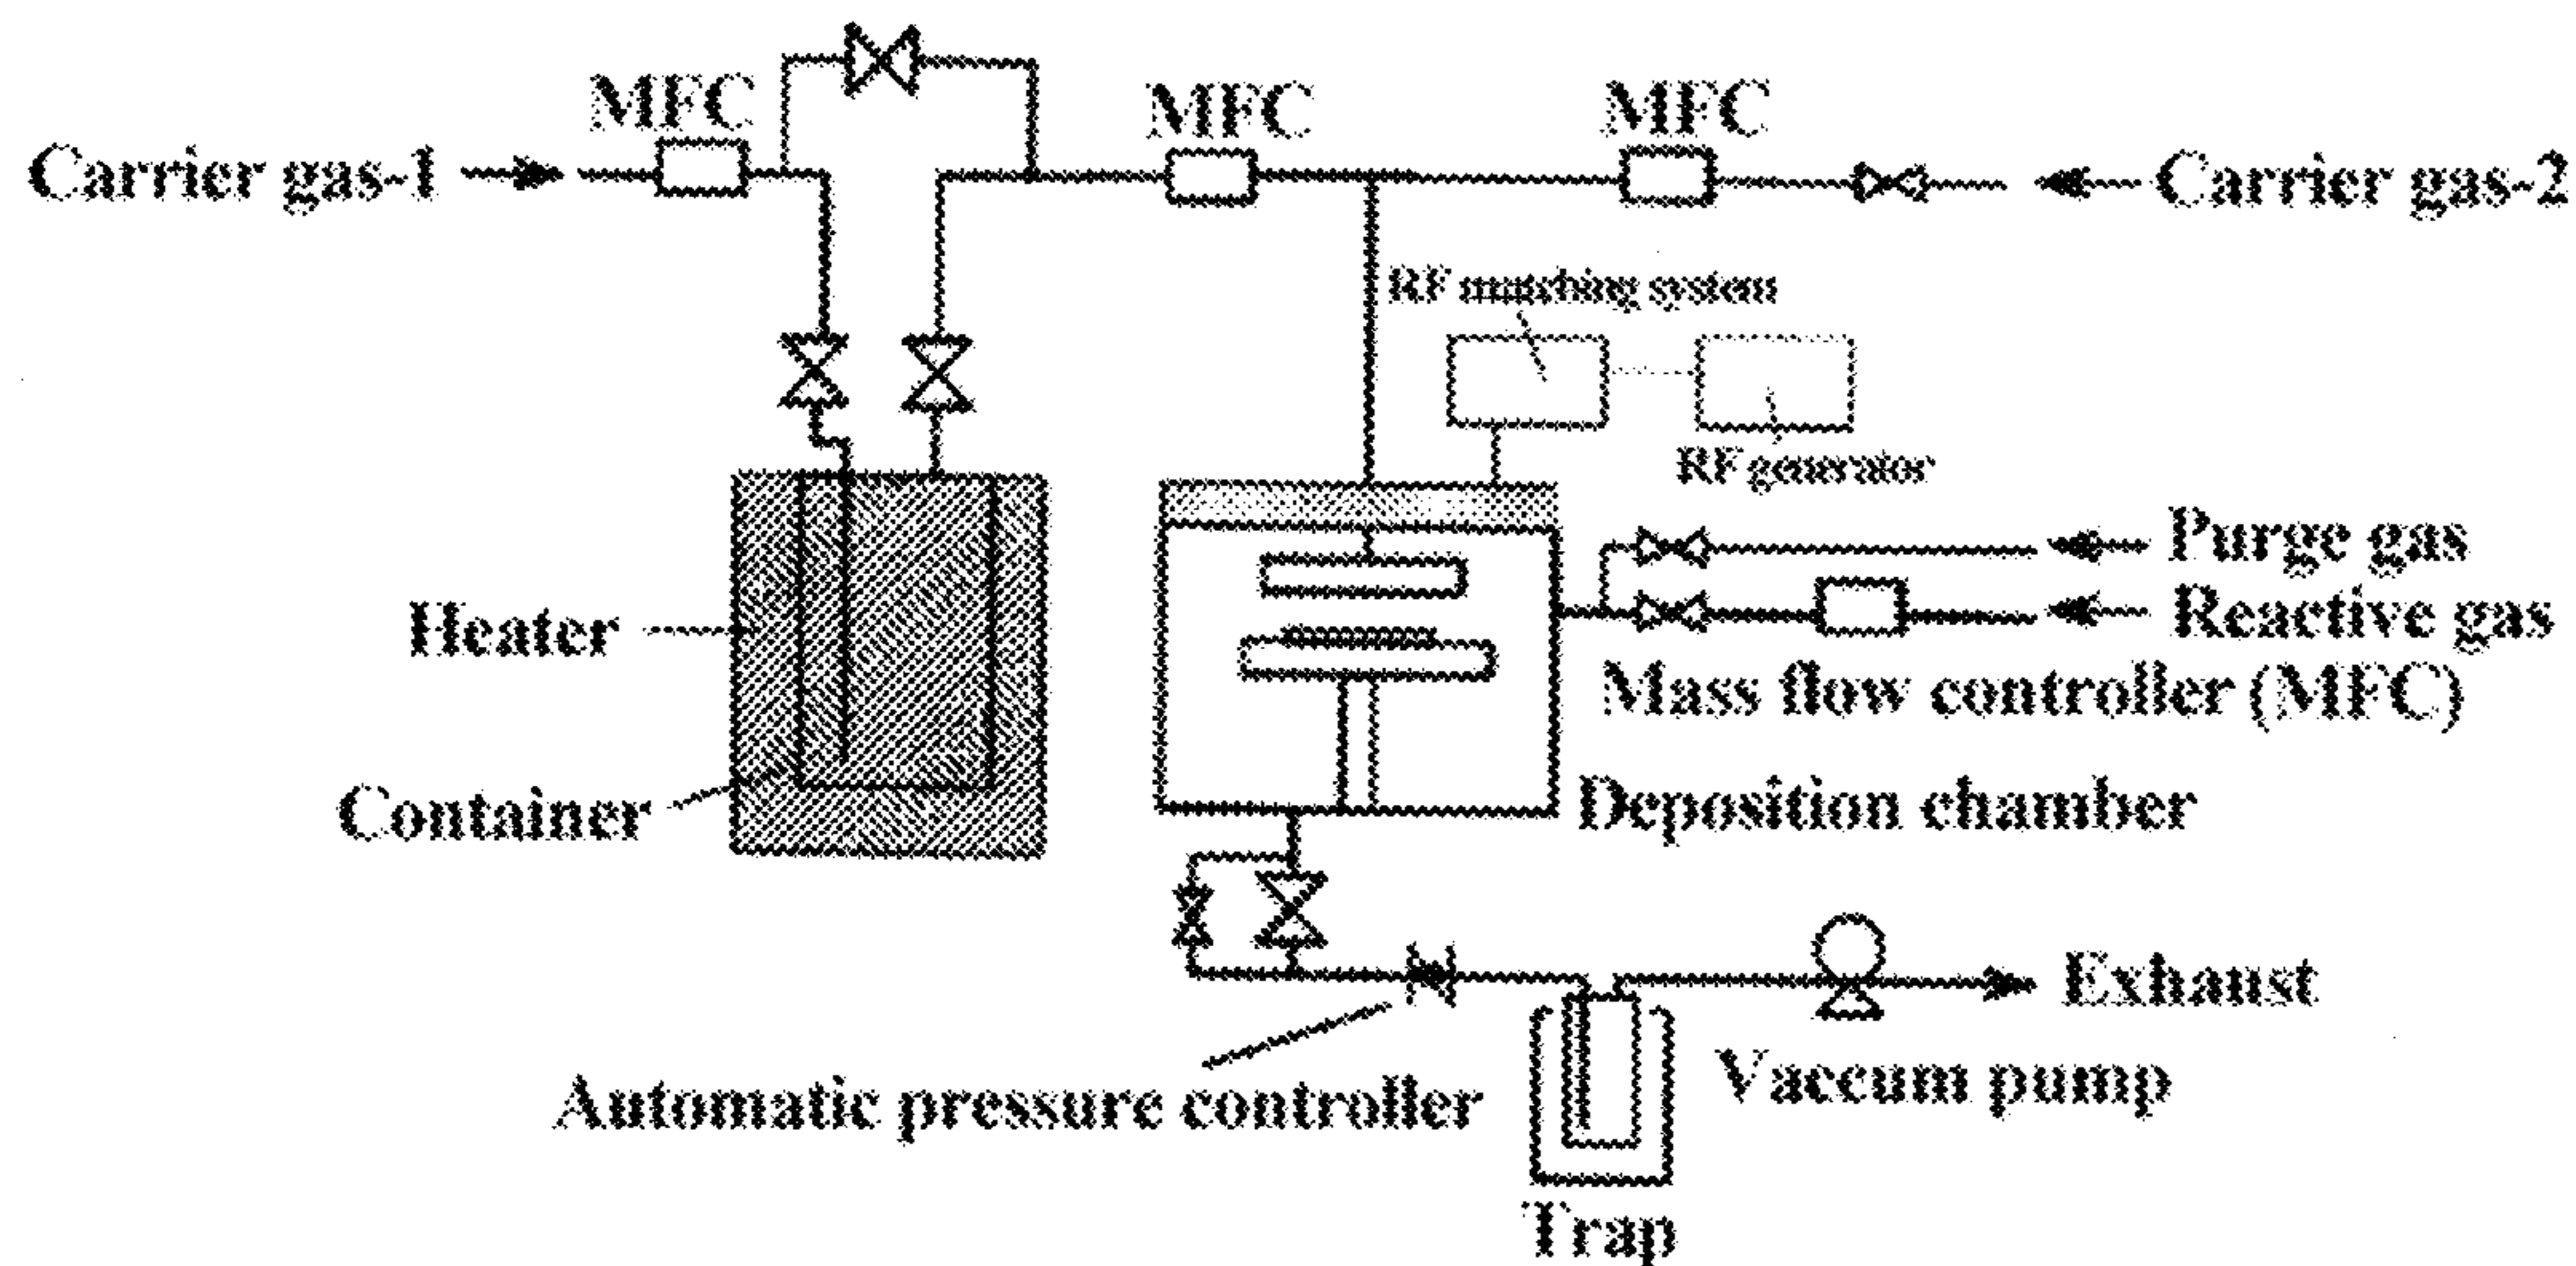 MFC
MFC
MFC
Carrier gas-1
Carrier gas-2
RF matching system
RF generator
Purge gas
Reactive gas
Heater
Mass flow controller (MFC)
Container
Deposition chamber
Exhaust
Automatic pressure controller
Vaccum pump
Trap